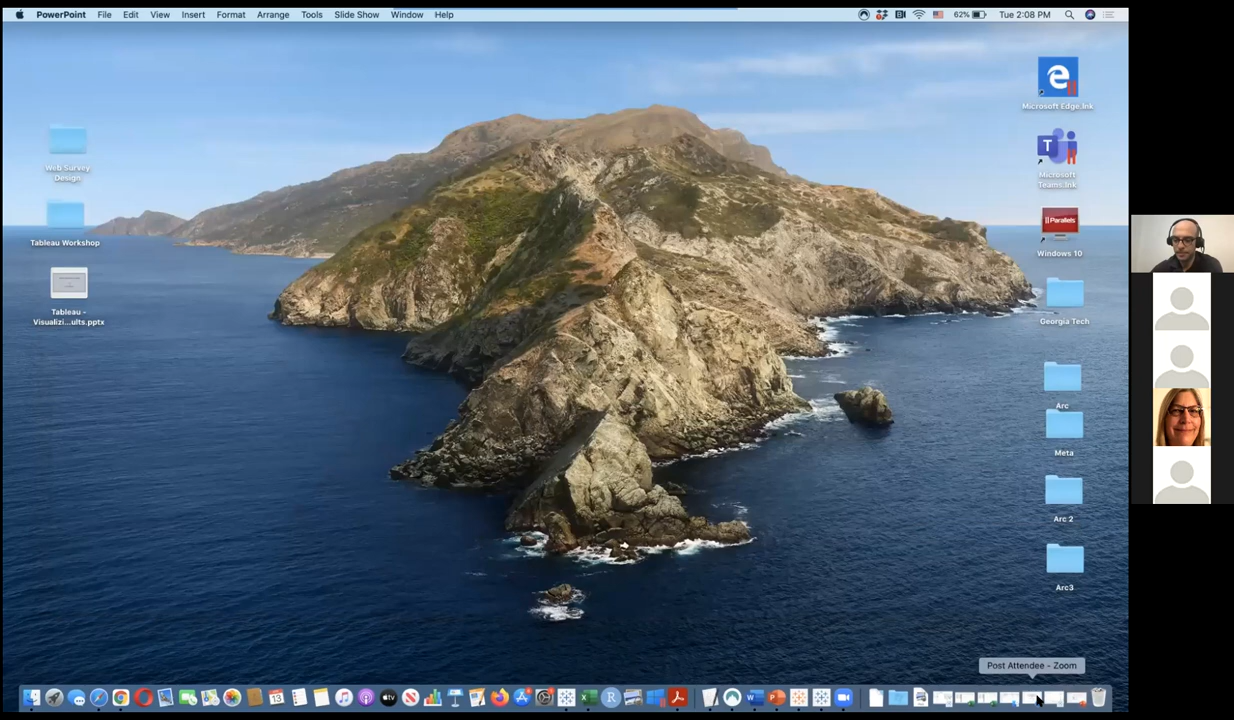 PowerPoint File Edit View Insert Format Arrange Tools Slide Show Window Help 62% Tue 2:08 PM
Microsoft Edge.lnk
Web Survey
Design
T
Microsoft
Teams.lnk
Tableau Workshop
Parallels
Windows 10
Tableau -
Visualizi...ults.pptx
Georgia Tech
Arc
Meta
Arc 2
Arc3
Post Attendee - Zoom